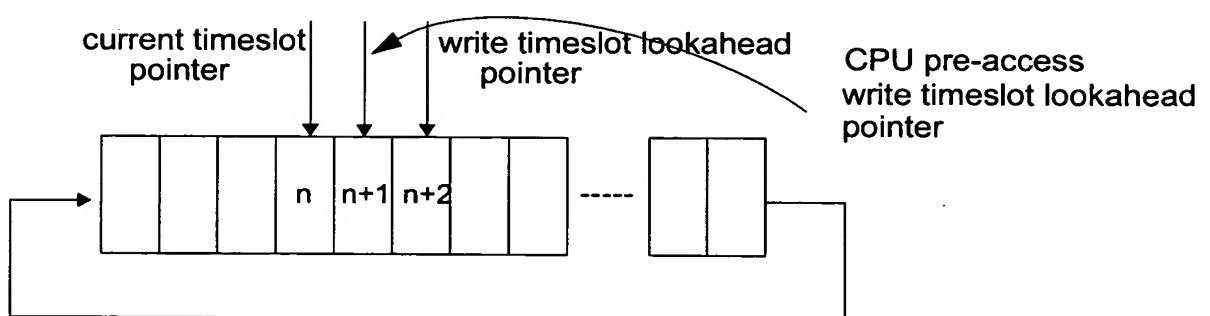 current timeslot
pointer
write timeslot lookahead
pointer
CPU pre-access
write timeslot lookahead
pointer
n n+1 n+2